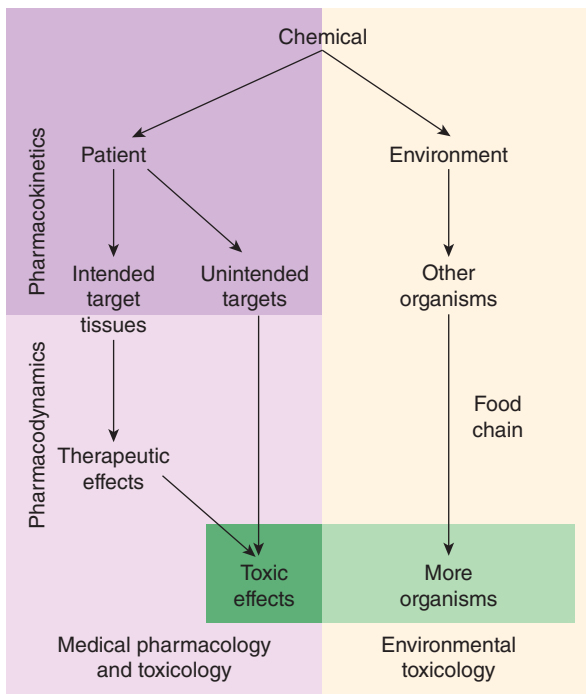 Chemical
Pharmacokinetics
Patient
Environment
Intended
target
tissues
Unintended
targets
Other
organisms
Pharmacodynamics
Food
chain
Therapeutic
effects
Toxic
effects
More
organisms
Medical pharmacology
and toxicology
Environmental
toxicology